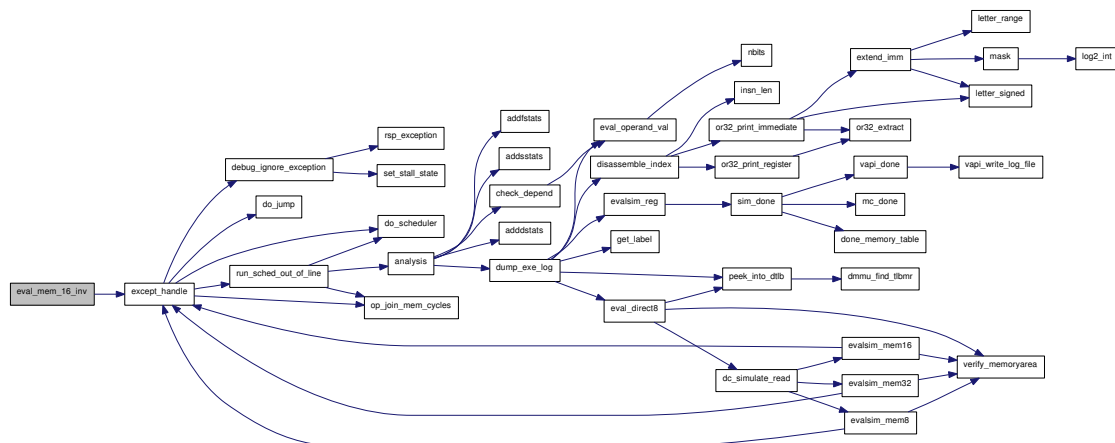 letter_range
nbits
extend_imm
mask
log2_int
insn_len
letter_signed
addfstats
eval_operand_val
or32_print_immediate
or32_extract
rsp_exception
addsstats
debug_ignore_exception
disassemble_index
or32_print_register
vapi_done
vapi_write_log_file
set_stall_state
check_depend
do_jump
evalsim_reg
sim_done
mc_done
do_scheduler
adddstats
get_label
done_memory_table
analysis
dump_exe_log
run_sched_out_of_line
peek_into_dtlb
dmmu_find_tlbmr
eval_mem_16_inv
except_handle
op_join_mem_cycles
eval_direct8
evalsim_mem16
verify_memoryarea
dc_simulate_read
evalsim_mem32
evalsim_mem8